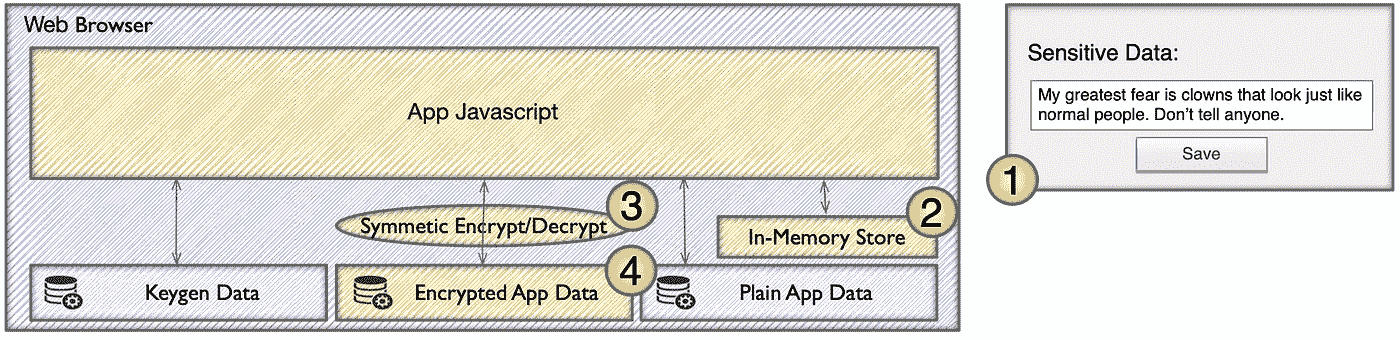 Web Browser
App Javascript
3
Symmetic Encrypt/Decrypt
2
In-Memory Store
Keygen Data
4
Encrypted App Data
Plain App Data
Sensitive Data:
My greatest fear is clowns that look just like
normal people. Don't tell anyone.
Save
1